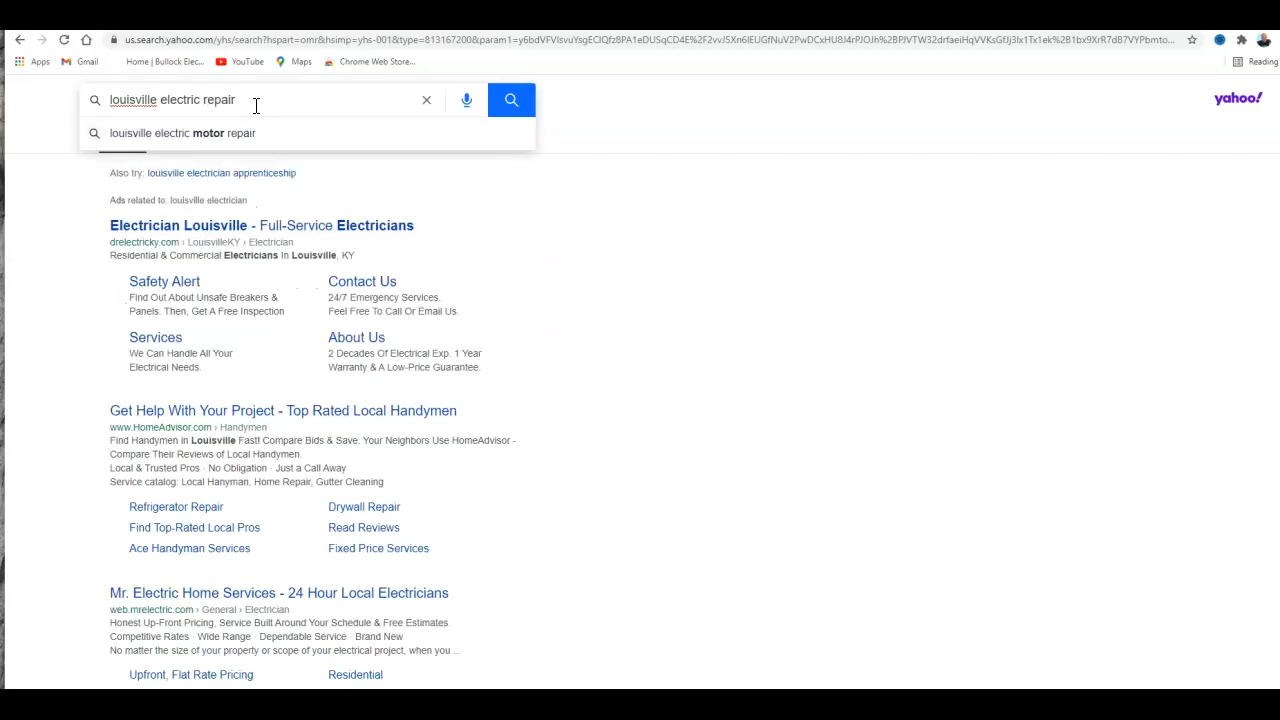 us.search.yahoo.com/yhs/search?hspart=omr&hsimp=yhs-001&type=813167200&param1=
Apps Gmail Home | Bullock Elec... YouTube Maps Chrome Web Store... Reading
louisville electric repair
yahoo!
louisville electric motor repair
Also try: louisville electrician apprenticeship
Ads related to: louisville electrician
Electrician Louisville - Full-Service Electricians
drelectricky.com › LouisvilleKY › Electrician
Residential & Commercial Electricians In Louisville, KY
Safety Alert
Find Out About Unsafe Breakers &
Panels. Then, Get A Free Inspection
Contact Us
24/7 Emergency Services.
Feel Free To Call Or Email Us.
Services
We Can Handle All Your
Electrical Needs.
About Us
2 Decades Of Electrical Exp. 1 Year
Warranty & A Low-Price Guarantee.
Get Help With Your Project - Top Rated Local Handymen
www.HomeAdvisor.com › Handymen
Find Handymen in Louisville Fast! Compare Bids & Save. Your Neighbors Use HomeAdvisor -
Compare Their Reviews of Local Handymen.
Local & Trusted Pros · No Obligation · Just a Call Away
Service catalog: Local Hanyman, Home Repair, Gutter Cleaning
Refrigerator Repair
Drywall Repair
Find Top-Rated Local Pros
Read Reviews
Ace Handyman Services
Fixed Price Services
Mr. Electric Home Services - 24 Hour Local Electricians
web.mrelectric.com › General › Electrician
Honest Up-Front Pricing, Service Built Around Your Schedule & Free Estimates.
Competitive Rates · Wide Range · Dependable Service · Brand New
No matter the size of your property or scope of your electrical project, when you ...
Upfront, Flat Rate Pricing
Residential